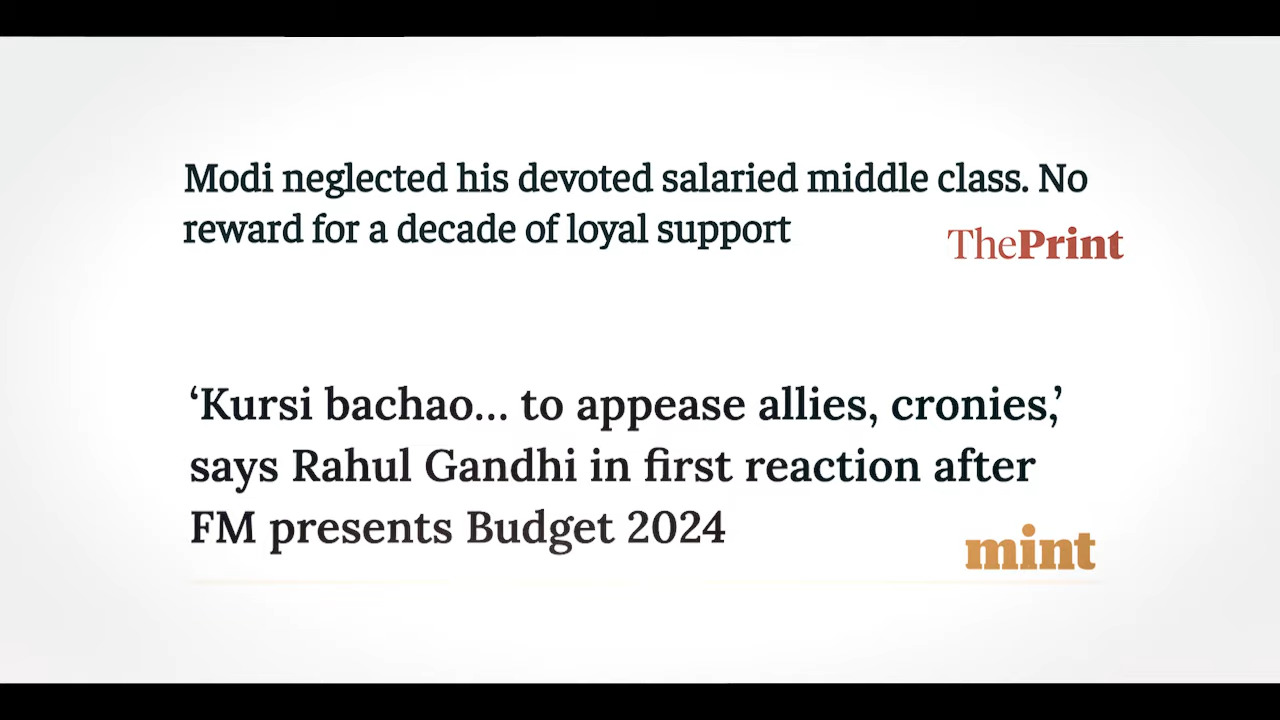 Modi neglected his devoted salaried middle class. No
reward for a decade of loyal support
ThePrint
‘Kursi bachao... to appease allies, cronies,’
says Rahul Gandhi in first reaction after
FM presents Budget 2024
mint